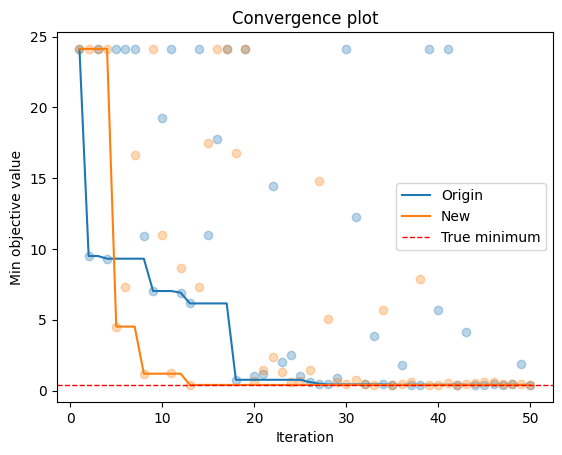 Convergence plot
Min objective value
25
20
15
10
5
0
Origin
New
True minimum
0 10 20 30 40 50
Iteration